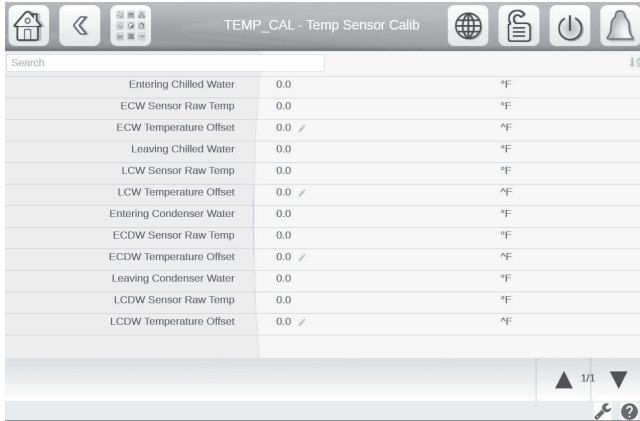 TEMP_CAL - Temp Sensor Calib
Search
Entering Chilled Water 0.0 °F
ECW Sensor Raw Temp 0.0 °F
ECW Temperature Offset 0.0 ^F
Leaving Chilled Water 0.0 °F
LCW Sensor Raw Temp 0.0 °F
LCW Temperature Offset 0.0 ^F
Entering Condenser Water 0.0 °F
ECDW Sensor Raw Temp 0.0 °F
ECDW Temperature Offset 0.0 ^F
Leaving Condenser Water 0.0 °F
LCDW Sensor Raw Temp 0.0 °F
LCDW Temperature Offset 0.0 ^F
1/1
?